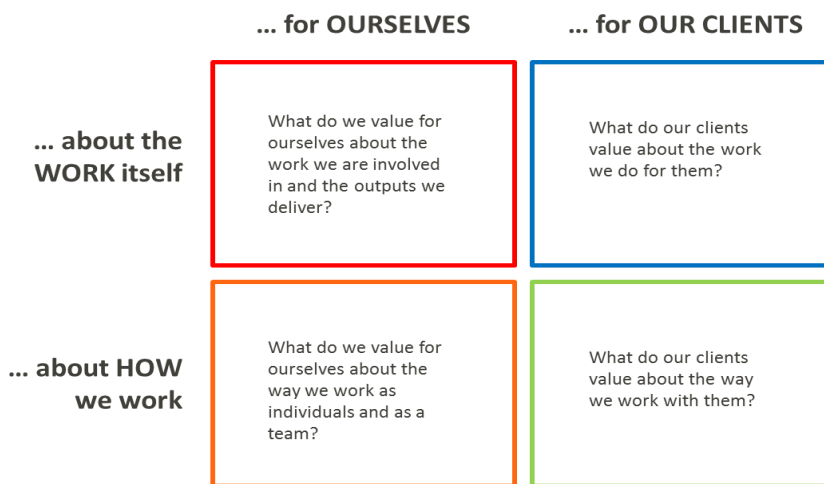 ... for OURSELVES
... for OUR CLIENTS
... about the
WORK itself
What do we value for
ourselves about the
work we are involved
in and the outputs we
deliver?
What do our clients
value about the work
we do for them?
... about HOW
we work
What do we value for
ourselves about the
way we work as
individuals and as a
team?
What do our clients
value about the way
we work with them?